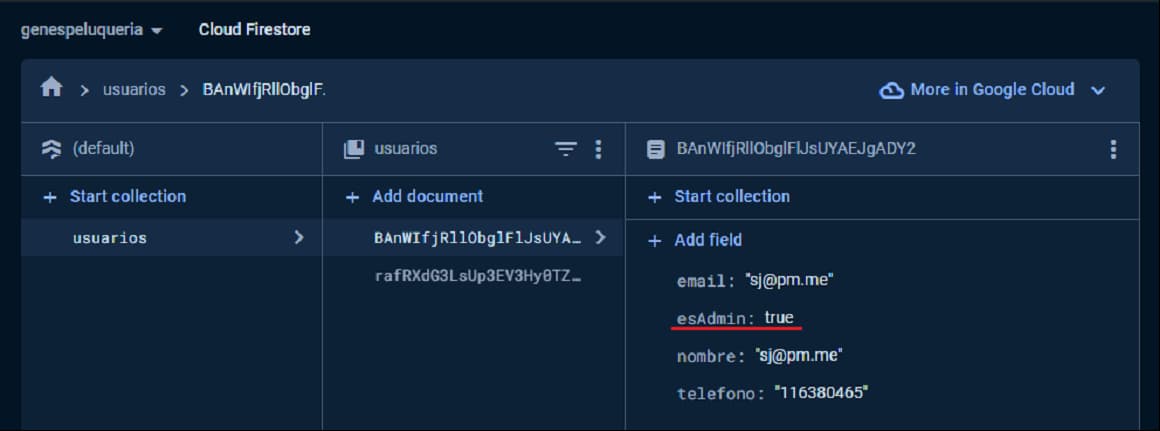 genespeluqueria Cloud Firestore
usuarios BAnWIfjRllObglF. More in Google Cloud
(default) usuarios BAnWIfjRllObglFlJsUYAEJgADY2
Start collection Add document Start collection
usuarios BAnWIfjRllObglFlJsUYA… Add field
rafRXdG3LsUp3EV3Hy0TZ…
email: "sj@pm.me"
esAdmin: true
nombre: "sj@pm.me"
telefono: "116380465"